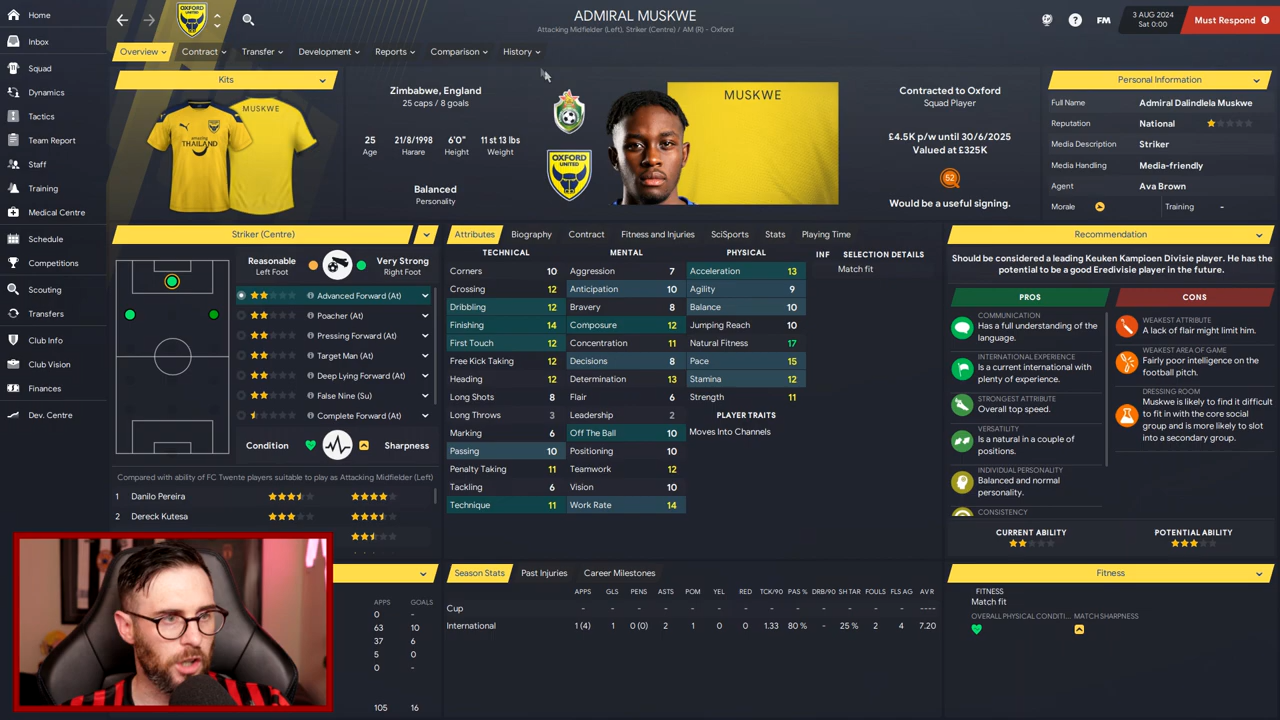 ADMIRAL MUSKWE
Attacking Midfielder (Left), Striker (Centre) / AM (R) - Oxford
FM
3 AUG 2024
Sat 0:00
Must Respond
Home
Inbox
Squad
Dynamics
Tactics
Team Report
Staff
Training
Medical Centre
Schedule
Competitions
Scouting
Transfers
Club Info
Club Vision
Finances
Dev. Centre
Overview
Contract
Transfer
Development
Reports
Comparison
History
Kits
MUSKWE
amazing
THAILAND
Zimbabwe, England
25 caps / 8 goals
25 21/8/1998 6'0" 11 st 13 lbs
Age Harare Height Weight
Balanced
Personality
OXFORD
UNITED
MUSKWE
Contracted to Oxford
Squad Player
£4.5K p/w until 30/6/2025
Valued at £325K
52
Would be a useful signing.
Personal Information
Full Name Admiral Dalindlela Muskwe
Reputation National
Media Description Striker
Media Handling Media-friendly
Agent Ava Brown
Morale Training -
Striker (Centre)
Reasonable Very Strong
Left Foot Right Foot
Advanced Forward (At)
Poacher (At)
Pressing Forward (At)
Target Man (At)
Deep Lying Forward (At)
False Nine (Su)
Complete Forward (At)
Condition Sharpness
Compared with ability of FC Twente players suitable to play as Attacking Midfielder (Left)
1 Danilo Pereira
2 Dereck Kutesa
Attributes Biography Contract Fitness and Injuries SciSports Stats Playing Time
TECHNICAL MENTAL PHYSICAL
Corners 10 Aggression 7 Acceleration 13
Crossing 12 Anticipation 10 Agility 9
Dribbling 12 Bravery 8 Balance 10
Finishing 14 Composure 12 Jumping Reach 10
First Touch 12 Concentration 11 Natural Fitness 17
Free Kick Taking 12 Decisions 8 Pace 15
Heading 12 Determination 13 Stamina 12
Long Shots 8 Flair 6 Strength 11
Long Throws 3 Leadership 2 PLAYER TRAITS
Marking 6 Off The Ball 10 Moves Into Channels
Passing 10 Positioning 10
Penalty Taking 11 Teamwork 12
Tackling 6 Vision 10
Technique 11 Work Rate 14
INF SELECTION DETAILS
Match fit
Recommendation
Should be considered a leading Keuken Kampioen Divisie player. He has the
potential to be a good Eredivisie player in the future.
PROS
COMMUNICATION
Has a full understanding of the
language.
INTERNATIONAL EXPERIENCE
Is a current international with
plenty of experience.
STRONGEST ATTRIBUTE
Overall top speed.
VERSATILITY
Is a natural in a couple of
positions.
INDIVIDUAL PERSONALITY
Balanced and normal
personality.
CONSISTENCY
CONS
WEAKEST ATTRIBUTE
A lack of flair might limit him.
WEAKEST AREA OF GAME
Fairly poor intelligence on the
football pitch.
DRESSING ROOM
Muskwe is likely to find it difficult
to fit in with the core social
group and is more likely to slot
into a secondary group.
CURRENT ABILITY POTENTIAL ABILITY
APPS GOALS
0 -
63 10
37 6
5 0
0 -
105 16
Season Stats Past Injuries Career Milestones
APPS GLS PENS ASTS POM YEL RED TCK/90 PAS % DRB/90 SH TAR FOULS FLS AG AV R
Cup - - - - - - - - - - - - - ----
International 1 (4) 1 0 (0) 2 1 0 0 1.33 80 % - 25 % 2 4 7.20
Fitness
FITNESS
Match fit
OVERALL PHYSICAL CONDITI... MATCH SHARPNESS